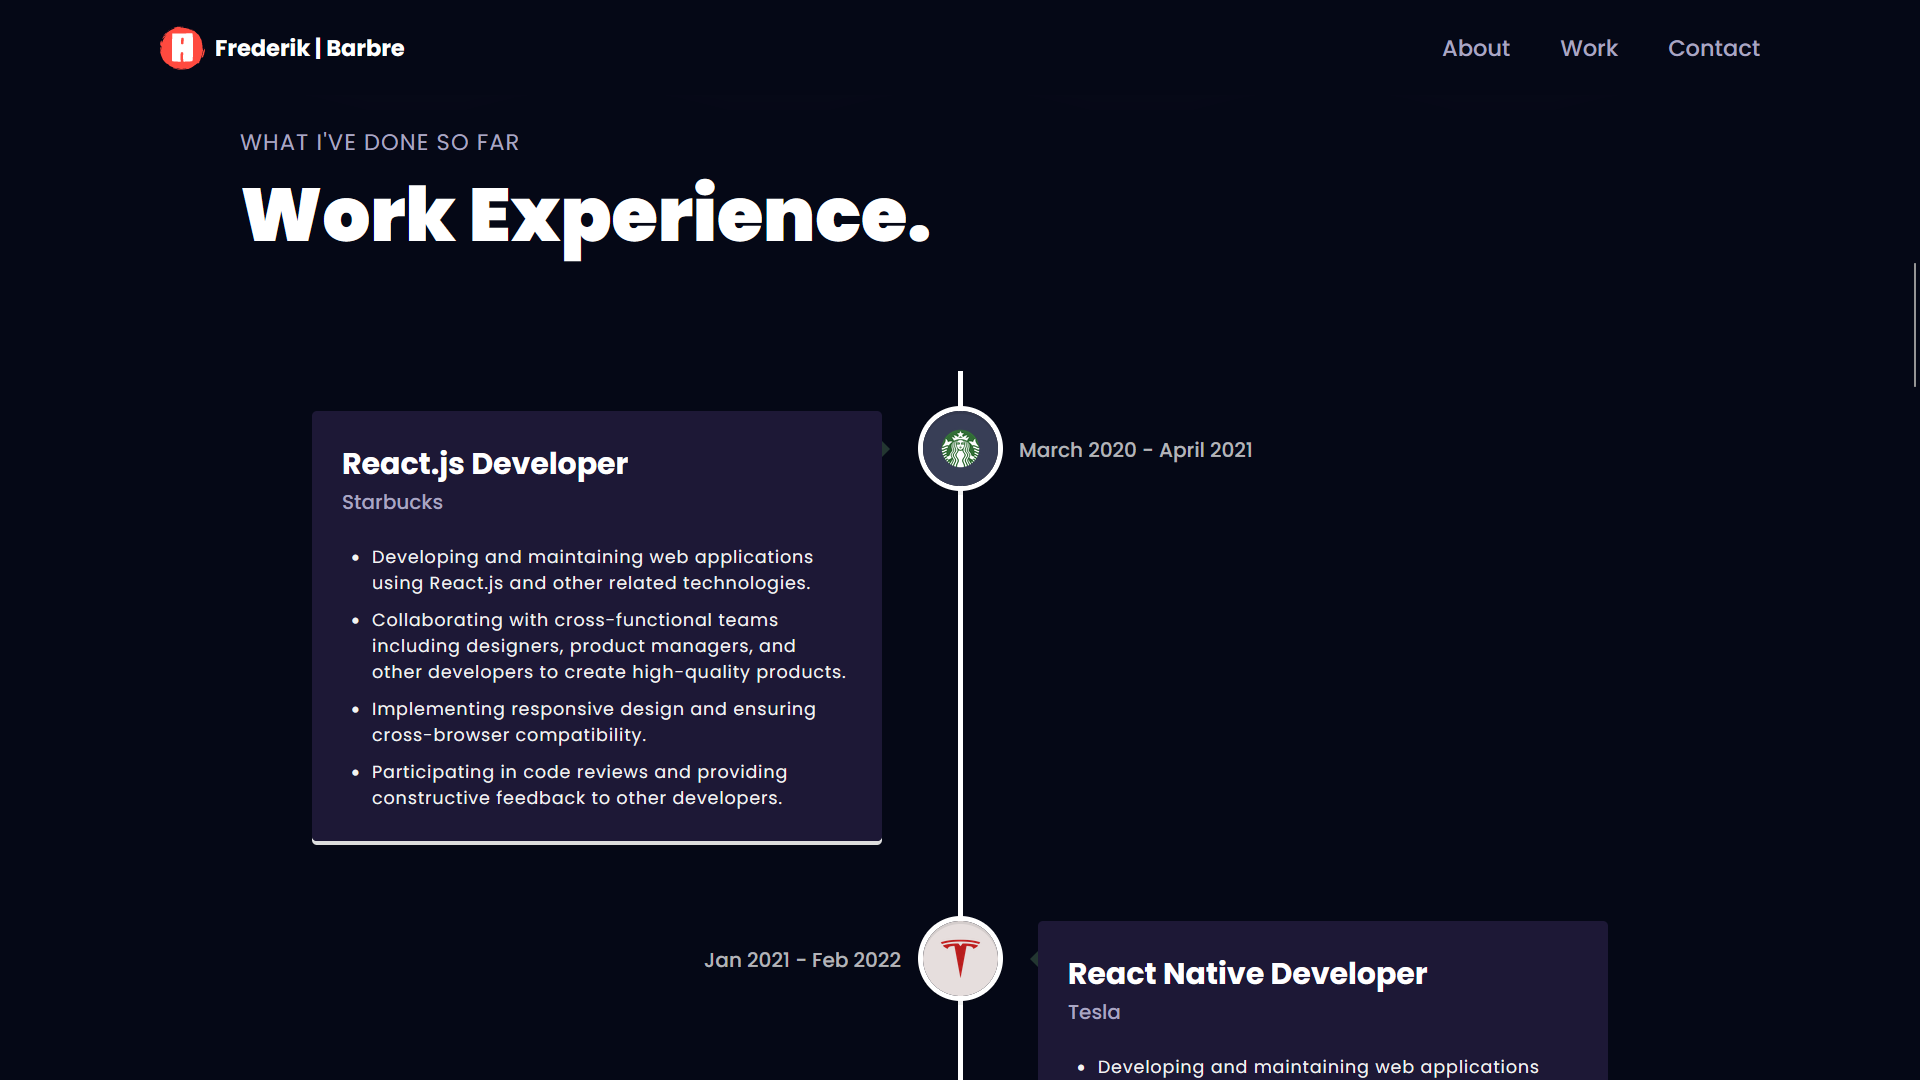 Frederik | Barbre
About
Work
Contact
WHAT I'VE DONE SO FAR
Work Experience.
React.js Developer
Starbucks
• Developing and maintaining web applications
using React.js and other related technologies.
• Collaborating with cross-functional teams
including designers, product managers, and
other developers to create high-quality products.
• Implementing responsive design and ensuring
cross-browser compatibility.
• Participating in code reviews and providing
constructive feedback to other developers.
March 2020 - April 2021
Jan 2021 - Feb 2022
React Native Developer
Tesla
• Developing and maintaining web applications